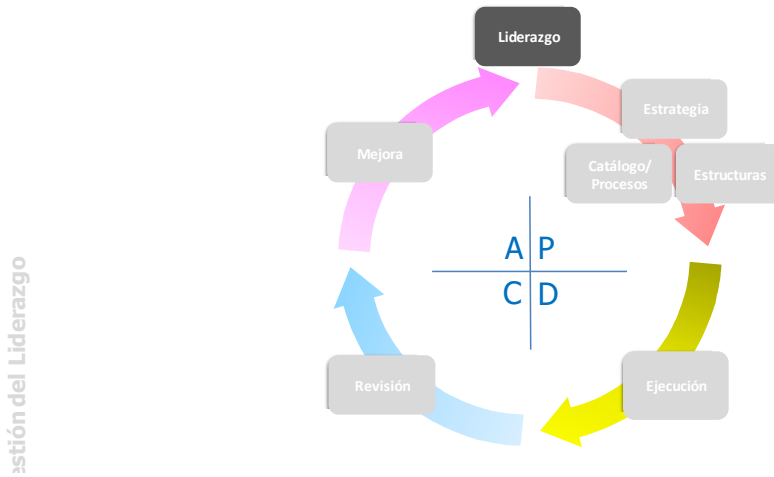 Liderazgo
Estrategia
Catálogo/
Procesos
Estructuras
Mejora
A P
C D
Revisión
Ejecución
estión del Liderazgo